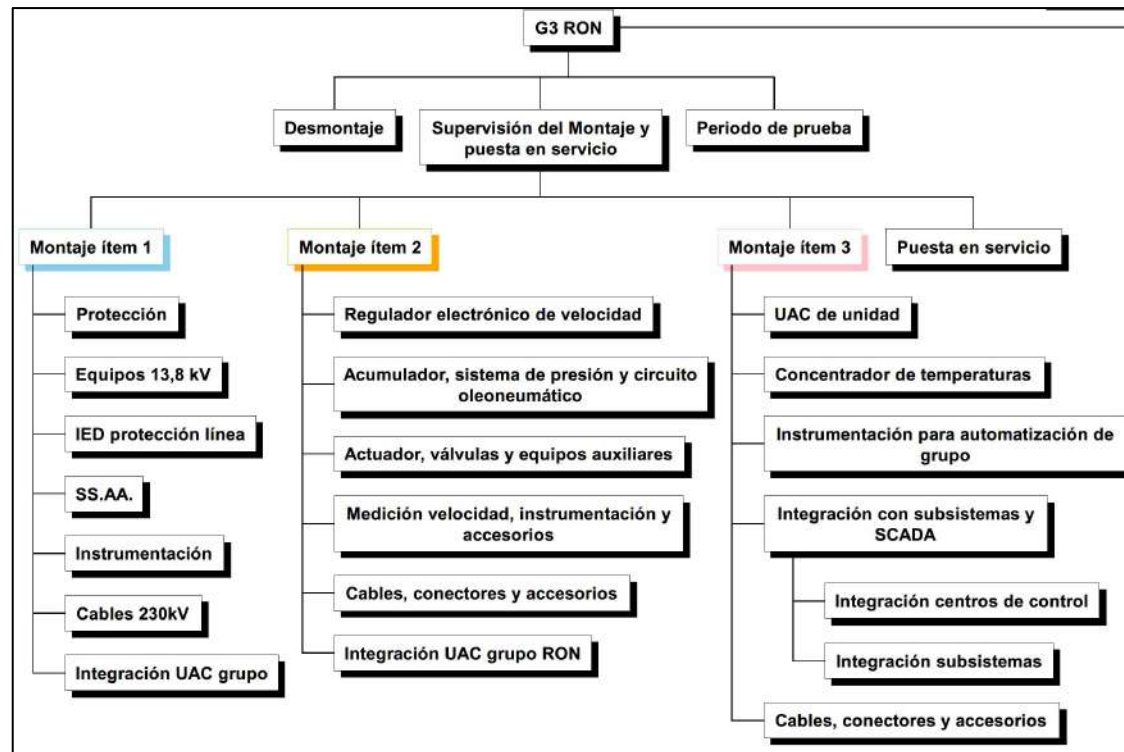 G3 RON
Desmontaje
Supervisión del Montaje y
puesta en servicio
Periodo de prueba
Montaje ítem 1
Montaje ítem 2
Montaje ítem 3
Puesta en servicio
Protección
Equipos 13,8 kV
IED protección línea
SS.AA.
Instrumentación
Cables 230kV
Integración UAC grupo
Regulador electrónico de velocidad
Acumulador, sistema de presión y circuito
oleoneumático
Actuador, válvulas y equipos auxiliares
Medición velocidad, instrumentación y
accesorios
Cables, conectores y accesorios
Integración UAC grupo RON
UAC de unidad
Concentrador de temperaturas
Instrumentación para automatización de
grupo
Integración con subsistemas y
SCADA
Integración centros de control
Integración subsistemas
Cables, conectores y accesorios